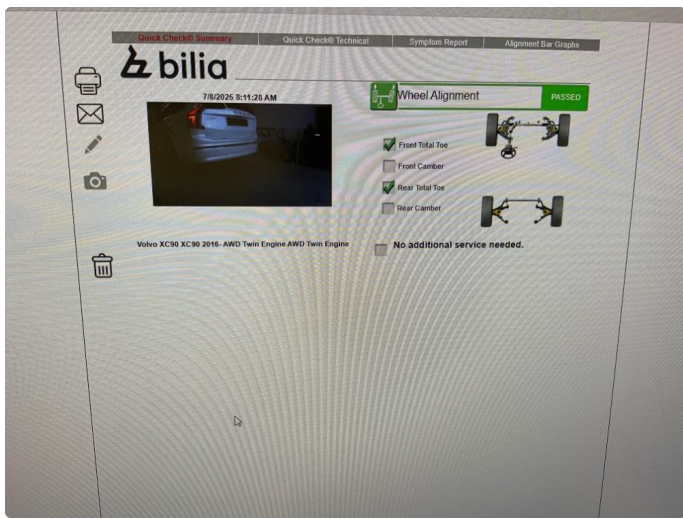 Quick Check® Summary
Quick Check® Technical
Symptom Report
Alignment Bar Graphs
bilia
7/8/2025 8:11:28 AM
Wheel Alignment
PASSED
Front Total Toe
Front Camber
Rear Total Toe
Rear Camber
Volvo XC90 XC90 2016- AWD Twin Engine AWD Twin Engine
No additional service needed.